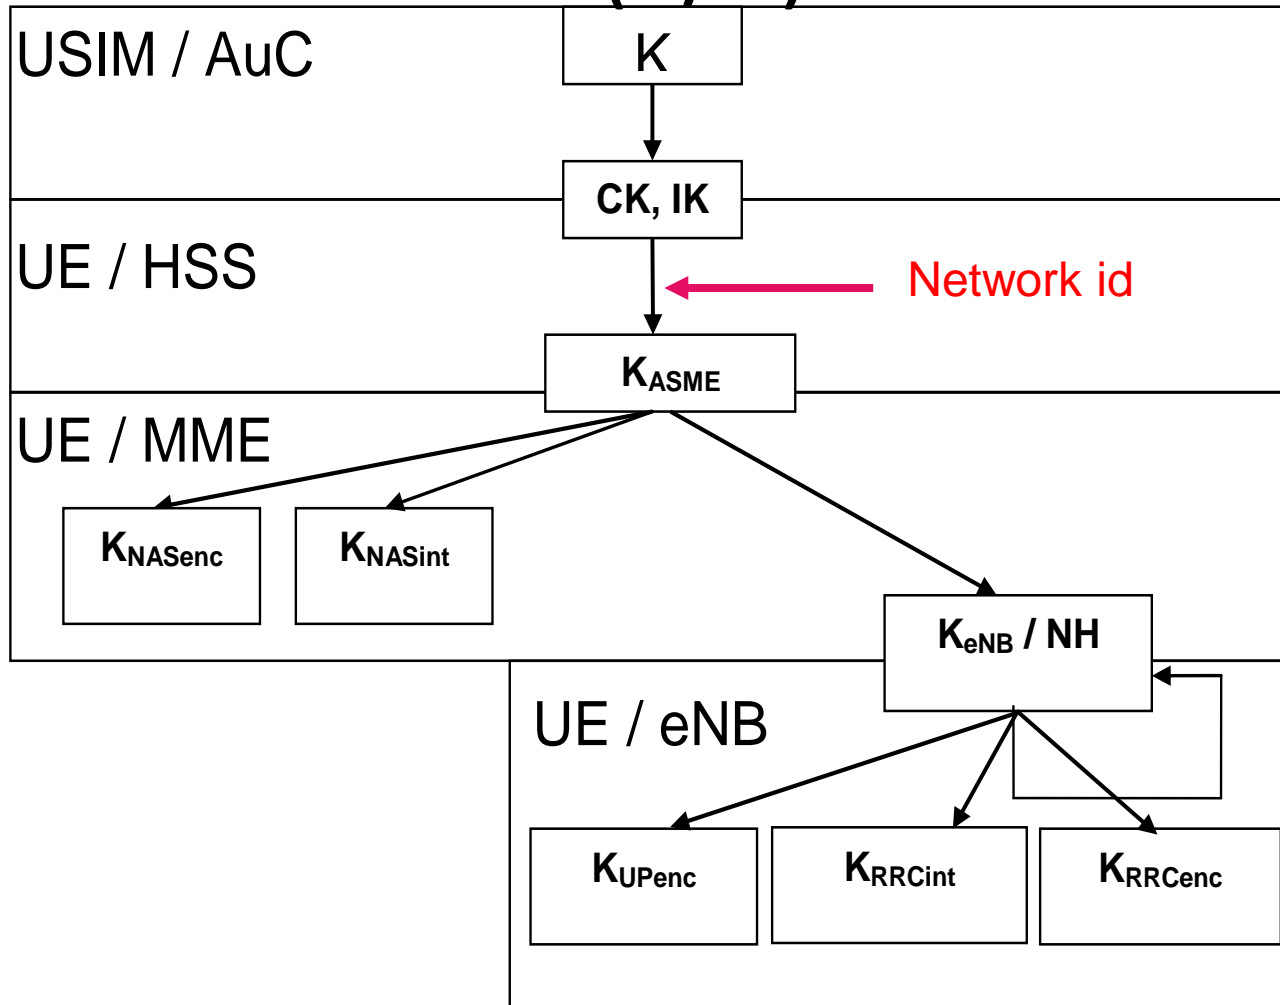 USIM / AuC
K
CK, IK
UE / HSS
Network id
KASME
UE / MME
KNASenc
KNASint
KeNB / NH
UE / eNB
KUPenc
KRRCint
KRRCenc